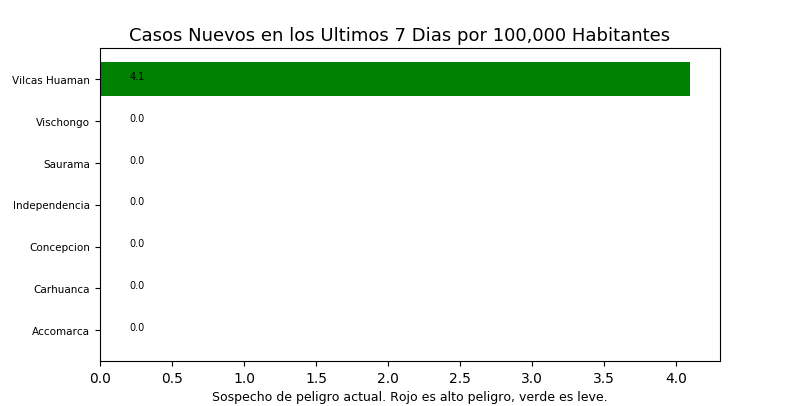 Casos Nuevos en los Ultimos 7 Dias por 100,000 Habitantes
Vilcas Huaman 4.1
Vischongo 0.0
Saurama 0.0
Independencia 0.0
Concepcion 0.0
Carhuanca 0.0
Accomarca 0.0
0.0 0.5 1.0 1.5 2.0 2.5 3.0 3.5 4.0
Sospecho de peligro actual. Rojo es alto peligro, verde es leve.